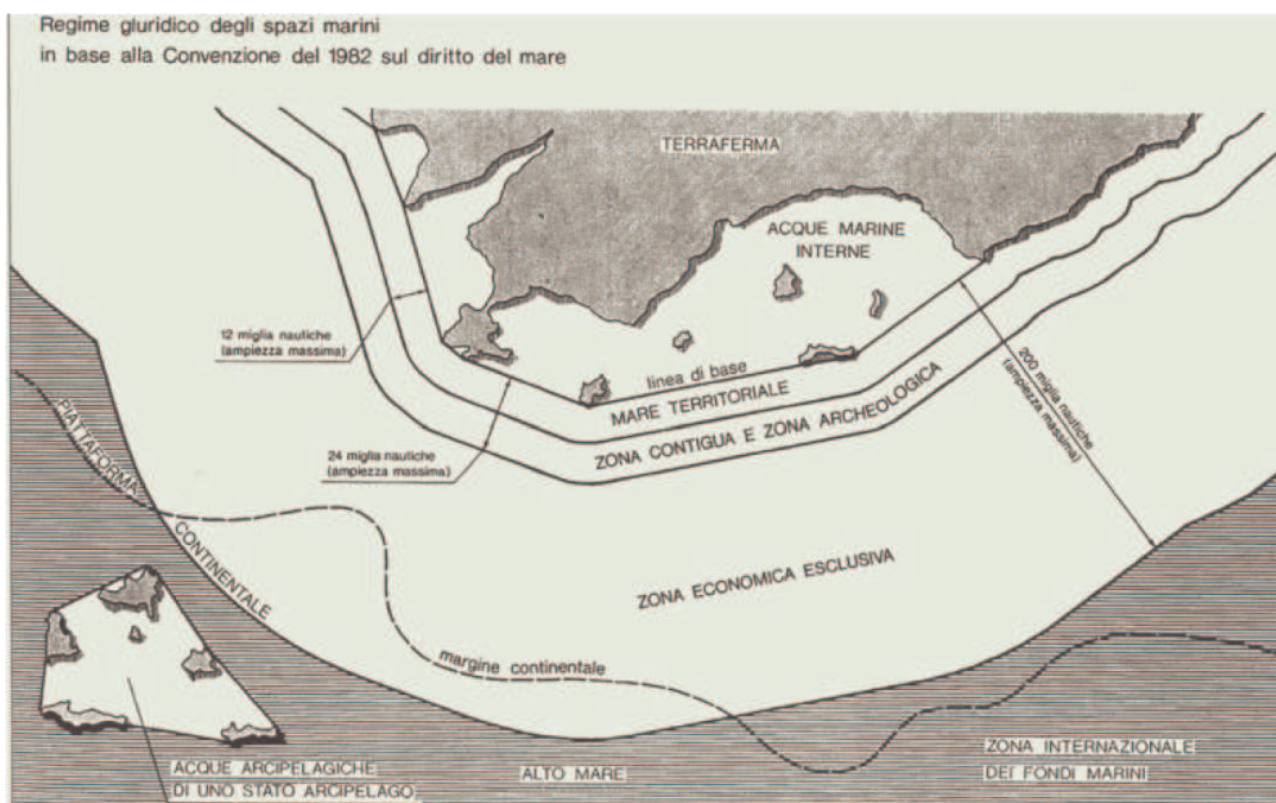 Regime giuridico degli spazi marini
in base alla Convenzione del 1982 sul diritto del mare
TERRAFERMA
ACQUE MARINE
INTERNE
12 miglia nautiche
(ampiezza massima)
linea di base
MARE TERRITORIALE
ZONA CONTIGUA E ZONA ARCHEOLOGICA
200 miglia nautiche
(ampiezza massima)
24 miglia nautiche
(ampiezza massima)
PIATTAFORMA
CONTINENTALE
ZONA ECONOMICA ESCLUSIVA
margine continentale
ACQUE ARCIPELAGICHE
DI UNO STATO ARCIPELAGO
ALTO MARE
ZONA INTERNAZIONALE
DEI FONDI MARINI